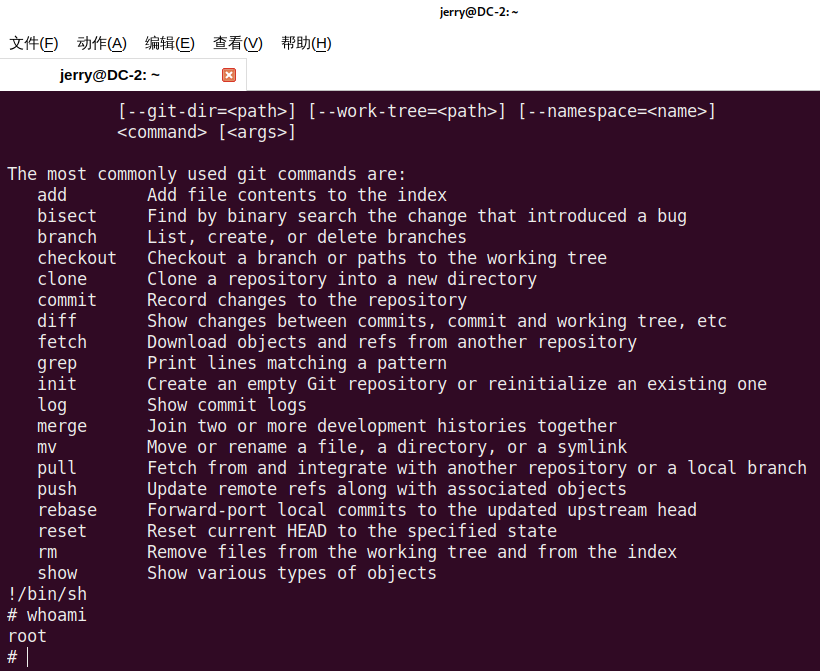 jerry@DC-2: ~
文件(F) 动作(A) 编辑(E) 查看(V) 帮助(H)
jerry@DC-2: ~
[--git-dir=<path>] [--work-tree=<path>] [--namespace=<name>]
<command> [<args>]
The most commonly used git commands are:
add Add file contents to the index
bisect Find by binary search the change that introduced a bug
branch List, create, or delete branches
checkout Checkout a branch or paths to the working tree
clone Clone a repository into a new directory
commit Record changes to the repository
diff Show changes between commits, commit and working tree, etc
fetch Download objects and refs from another repository
grep Print lines matching a pattern
init Create an empty Git repository or reinitialize an existing one
log Show commit logs
merge Join two or more development histories together
mv Move or rename a file, a directory, or a symlink
pull Fetch from and integrate with another repository or a local branch
push Update remote refs along with associated objects
rebase Forward-port local commits to the updated upstream head
reset Reset current HEAD to the specified state
rm Remove files from the working tree and from the index
show Show various types of objects
!/bin/sh
# whoami
root
#